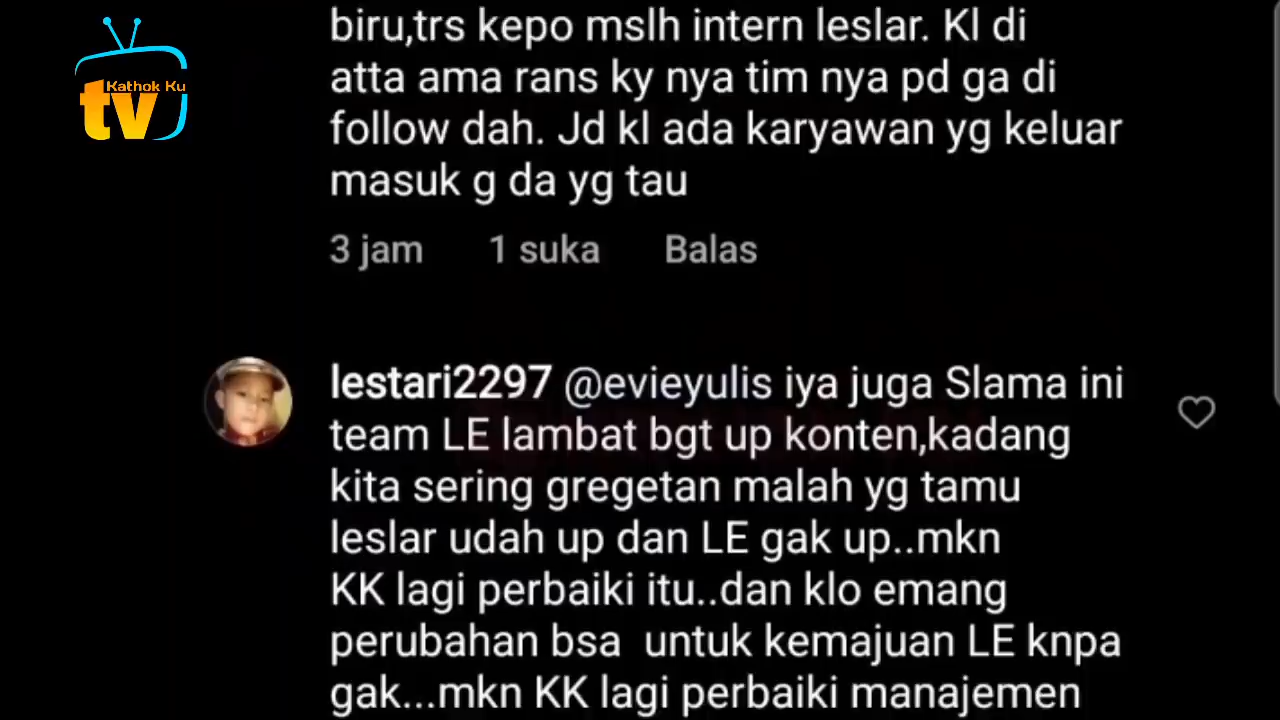 Kathok Ku
tv
biru,trs kepo mslh intern leslar. Kl di
atta ama rans ky nya tim nya pd ga di
follow dah. Jd kl ada karyawan yg keluar
masuk g da yg tau
3 jam 1 suka Balas
lestari2297 @evieyulis iya juga Slama ini
team LE lambat bgt up konten,kadang
kita sering gregetan malah yg tamu
leslar udah up dan LE gak up..mkn
KK lagi perbaiki itu..dan klo emang
perubahan bsa  untuk kemajuan LE knpa
gak...mkn KK lagi perbaiki manajemen